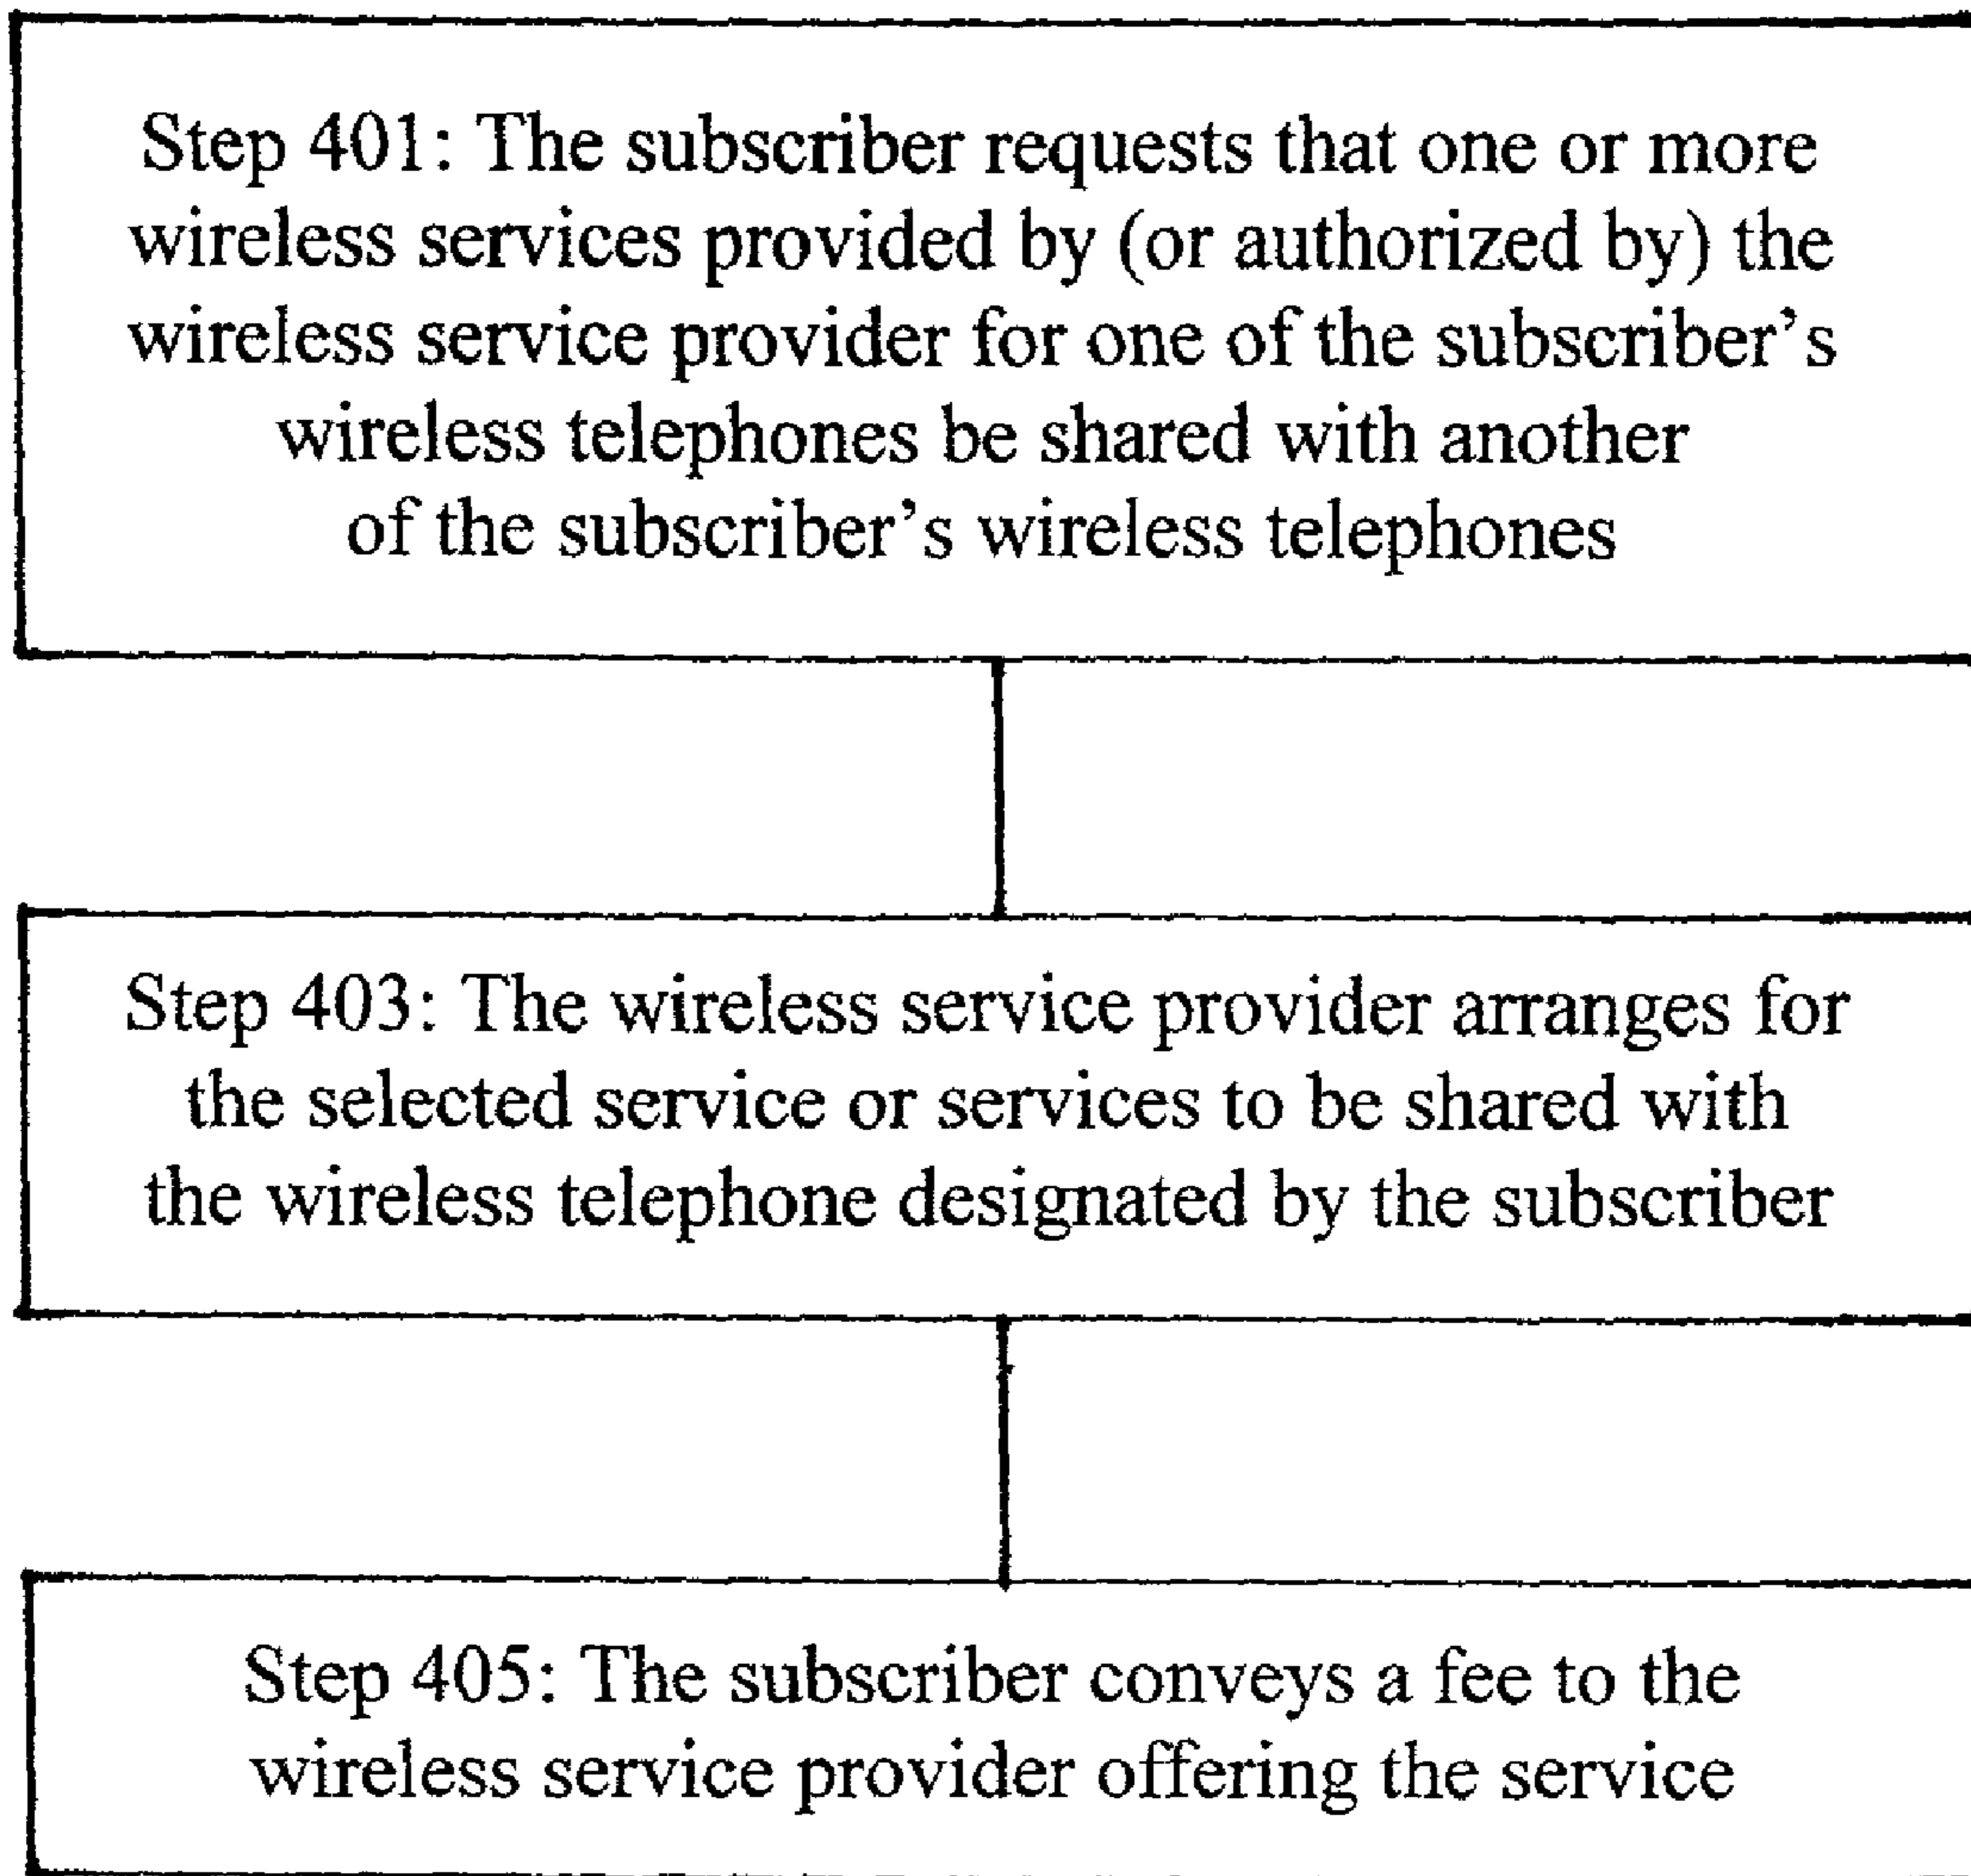 Step 401: The subscriber requests that one or more
wireless services provided by (or authorized by) the
wireless service provider for one of the subscriber’s
wireless telephones be shared with another
of the subscriber’s wireless telephones
Step 403: The wireless service provider arranges for
the selected service or services to be shared with
the wireless telephone designated by the subscriber
Step 405: The subscriber conveys a fee to the
wireless service provider offering the service